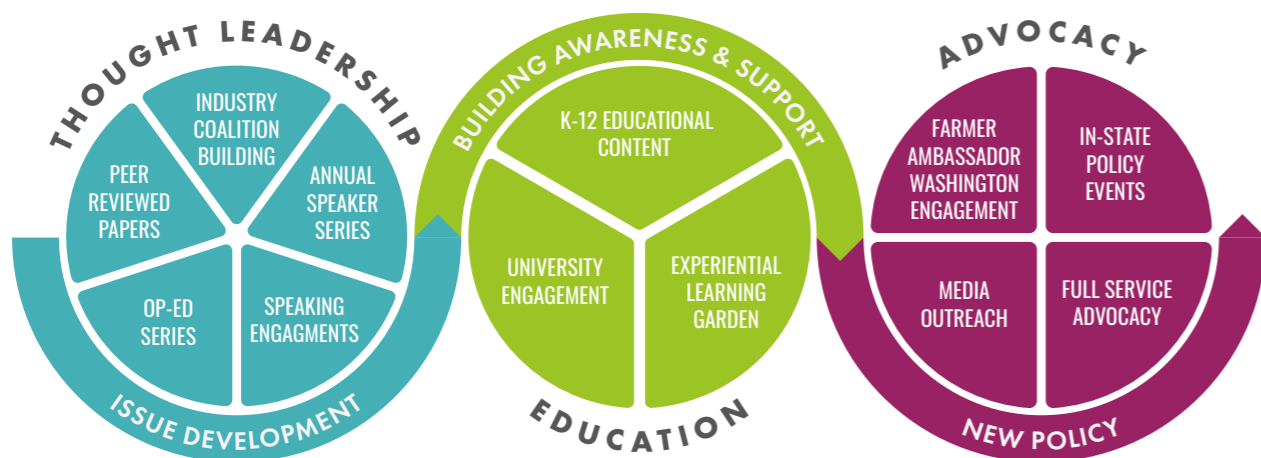 THOUGHT LEADERSHIP
INDUSTRY
COALITION
BUILDING
PEER
REVIEWED
PAPERS
ANNUAL
SPEAKER
SERIES
OP-ED
SERIES
SPEAKING
ENGAGMENTS
ISSUE DEVELOPMENT
BUILDING AWARENESS & SUPPORT
K-12 EDUCATIONAL
CONTENT
UNIVERSITY
ENGAGEMENT
EXPERIENTIAL
LEARNING
GARDEN
EDUCATION
ADVOCACY
FARMER
AMBASSADOR
WASHINGTON
ENGAGEMENT
IN-STATE
POLICY
EVENTS
MEDIA
OUTREACH
FULL SERVICE
ADVOCACY
NEW POLICY